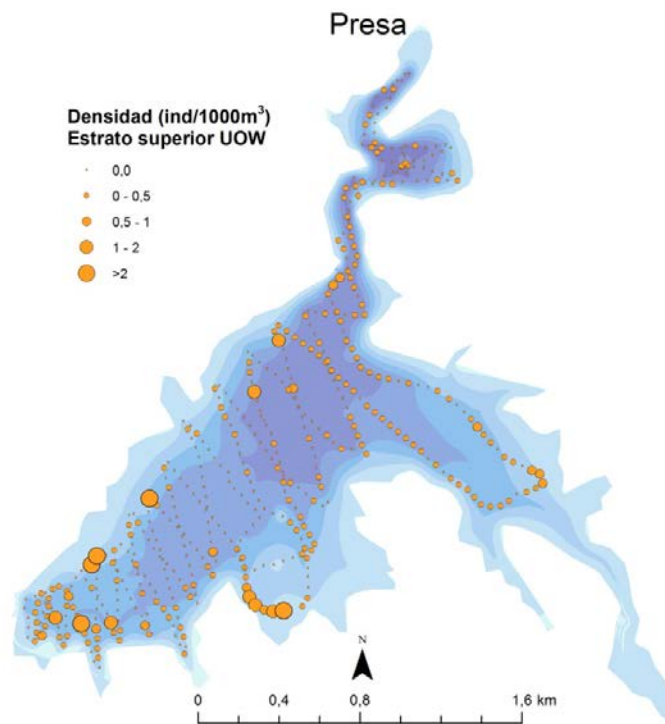 Presa
Densidad (ind/1000m³)
Estrato superior UOW
0,0
0 - 0,5
0,5 - 1
1 - 2
>2
N
0 0,4 0,8 1,6 km